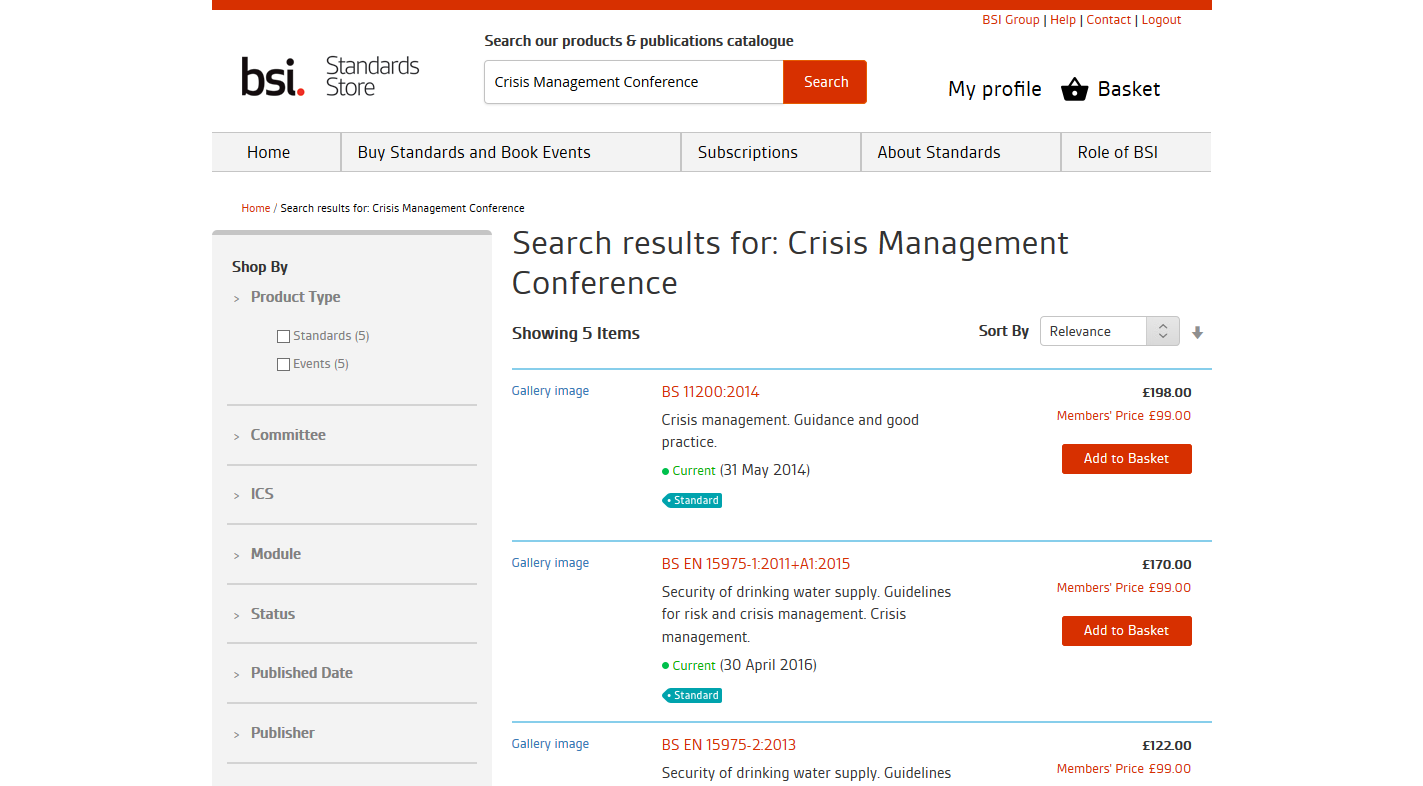 BSI Group | Help | Contact | Logout
Search our products & publications catalogue
bsi.
Standards
Store
Crisis Management Conference
Search
My profile
Basket
Home
Buy Standards and Book Events
Subscriptions
About Standards
Role of BSI
Home / Search results for: Crisis Management Conference
Shop By
> Product Type
Standards (5)
Events (5)
> Committee
> ICS
> Module
> Status
> Published Date
> Publisher
Search results for: Crisis Management
Conference
Showing 5 Items
Sort By
Relevance
Gallery image
BS 11200:2014
Crisis management. Guidance and good
practice.
Current (31 May 2014)
Standard
£198.00
Members' Price £99.00
Add to Basket
Gallery image
BS EN 15975-1:2011+A1:2015
Security of drinking water supply. Guidelines
for risk and crisis management. Crisis
management.
Current (30 April 2016)
Standard
£170.00
Members' Price £99.00
Add to Basket
Gallery image
BS EN 15975-2:2013
Security of drinking water supply. Guidelines
£122.00
Members' Price £99.00